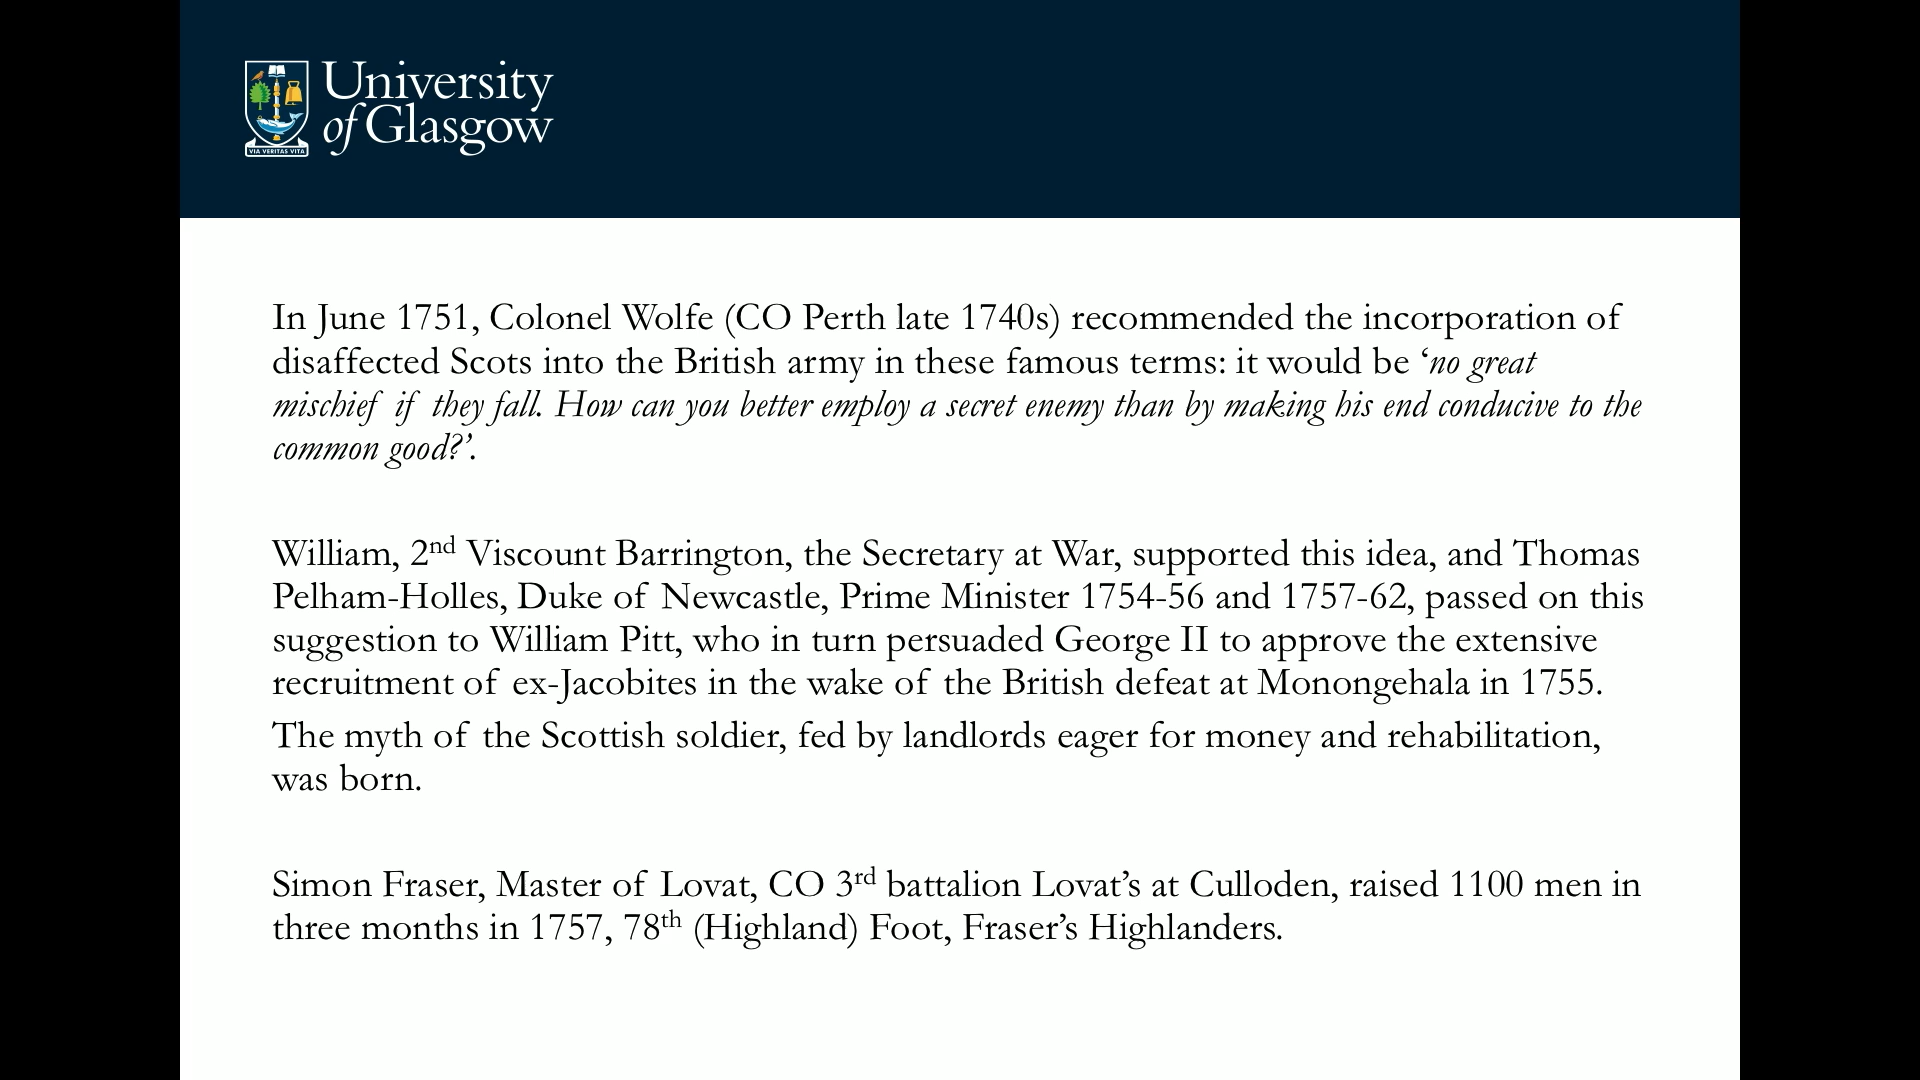 University
of Glasgow
VIA VERITAS VITA
In June 1751, Colonel Wolfe (CO Perth late 1740s) recommended the incorporation of
disaffected Scots into the British army in these famous terms: it would be ‘no great
mischief if they fall. How can you better employ a secret enemy than by making his end conducive to the
common good?’.
William, 2nd Viscount Barrington, the Secretary at War, supported this idea, and Thomas
Pelham-Holles, Duke of Newcastle, Prime Minister 1754-56 and 1757-62, passed on this
suggestion to William Pitt, who in turn persuaded George II to approve the extensive
recruitment of ex-Jacobites in the wake of the British defeat at Monongehala in 1755.
The myth of the Scottish soldier, fed by landlords eager for money and rehabilitation,
was born.
Simon Fraser, Master of Lovat, CO 3rd battalion Lovat’s at Culloden, raised 1100 men in
three months in 1757, 78th (Highland) Foot, Fraser’s Highlanders.